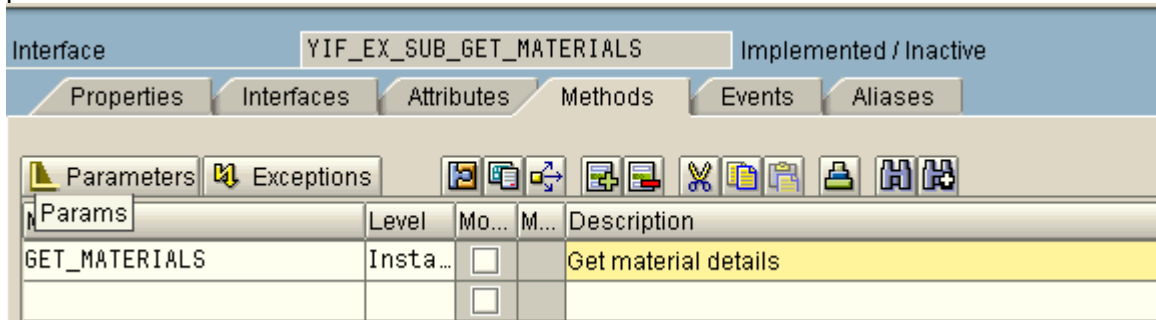 Interface YIF_EX_SUB_GET_MATERIALS Implemented / Inactive
Properties Interfaces Attributes Methods Events Aliases
Parameters Exceptions
Params Level Mo... M... Description
GET_MATERIALS Insta... Get material details